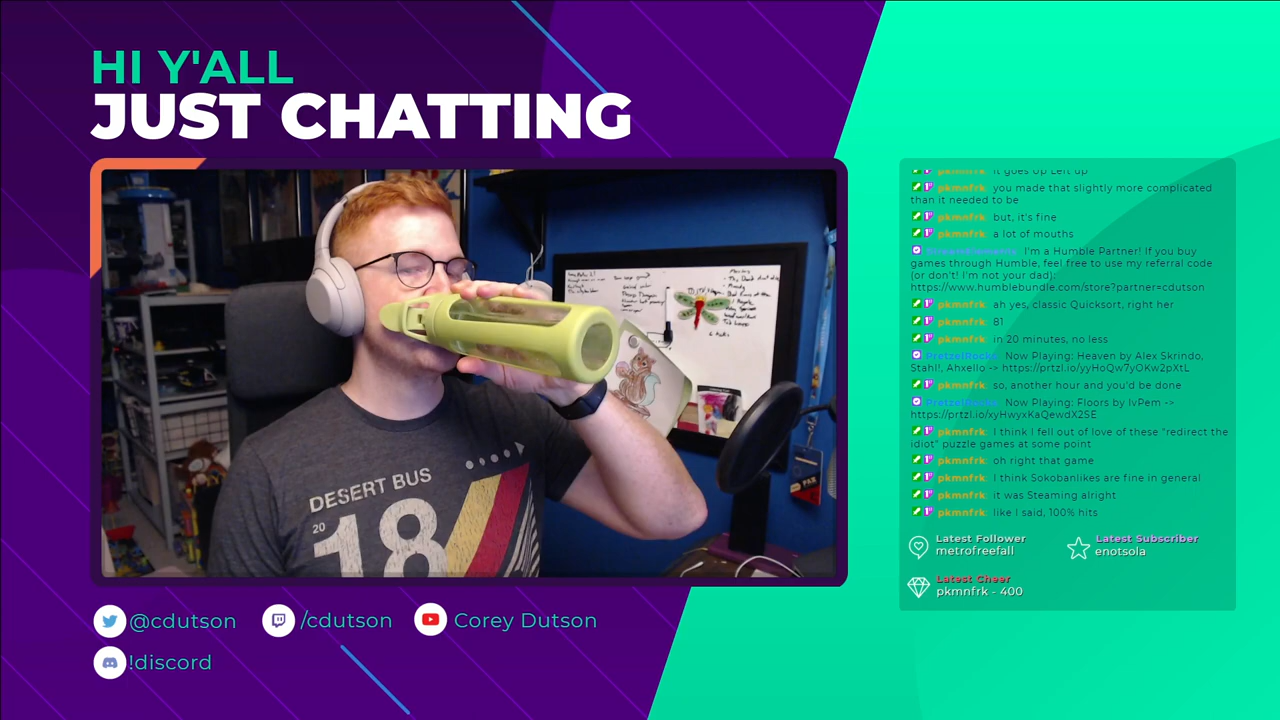 HI Y'ALL
JUST CHATTING
DESERT BUS
20
18
@cdutson
/cdutson
Corey Dutson
!discord
pkmnfrk: it goes Up Left up
pkmnfrk: you made that slightly more complicated
than it needed to be
pkmnfrk: but, it's fine
pkmnfrk: a lot of mouths
I'm a Humble Partner! If you buy
games through Humble, feel free to use my referral code
(or don't! I'm not your dad):
https://www.humblebundle.com/store?partner=cdutson
pkmnfrk: ah yes, classic Quicksort, right her
pkmnfrk: 81
pkmnfrk: in 20 minutes, no less
PretzelRocks: Now Playing: Heaven by Alex Skrindo,
Stahl!, Ahxello -> https://prtzl.io/yyHoQw7yOKw2pXtL
pkmnfrk: so, another hour and you'd be done
PretzelRocks: Now Playing: Floors by IvPem ->
https://prtzl.io/xyHwyxKaQewdX2SE
pkmnfrk: I think I fell out of love of these "redirect the
idiot" puzzle games at some point
pkmnfrk: oh right that game
pkmnfrk: I think Sokobanlikes are fine in general
pkmnfrk: it was Steaming alright
pkmnfrk: like I said, 100% hits
Latest Follower
metrofreefall
Latest Subscriber
enotsola
Latest Cheer
pkmnfrk - 400